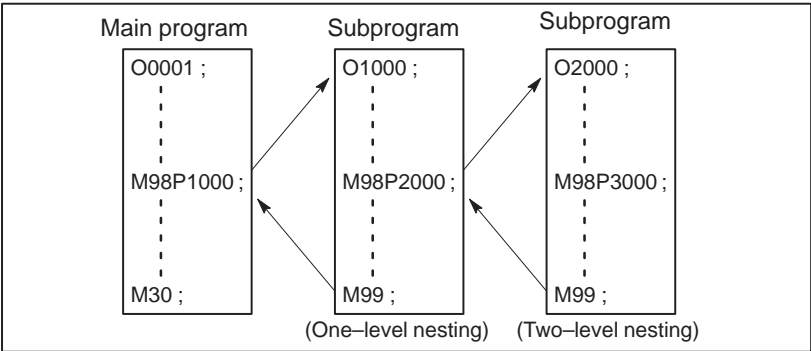 Main program
O0001 ;
M98P1000 ;
M30 ;
Subprogram
O1000 ;
M98P2000 ;
M99 ;
(One–level nesting)
Subprogram
O2000 ;
M98P3000 ;
M99 ;
(Two–level nesting)